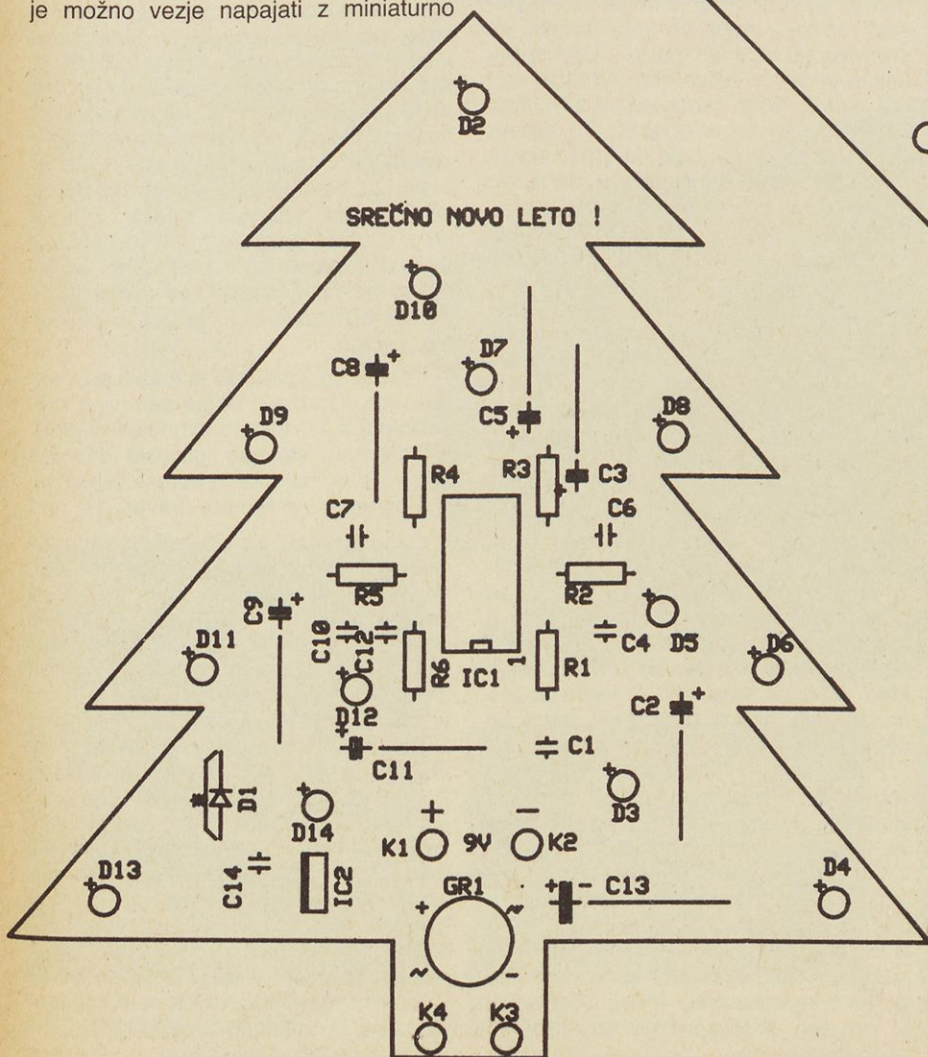 je možno vezje napajati z miniaturno
+
D2
SREČNO NOVO LETO !
+
D10
+
D7
C8 +
C5
+
+
D9
+
D8
R4
R3
+
C3
C7
C6
R5
R2
C9 +
+
D5
C10
C12
C4
+
D11
+
D6
R6
IC1
1
R1
+
D12
C2 +
+
C11
C1
+
D3
D1
+
D14
+
-
K1
9V
K2
C14
IC2
+
D13
GR1
+
~
~
-
+ -
C13
+
D4
K4
K3